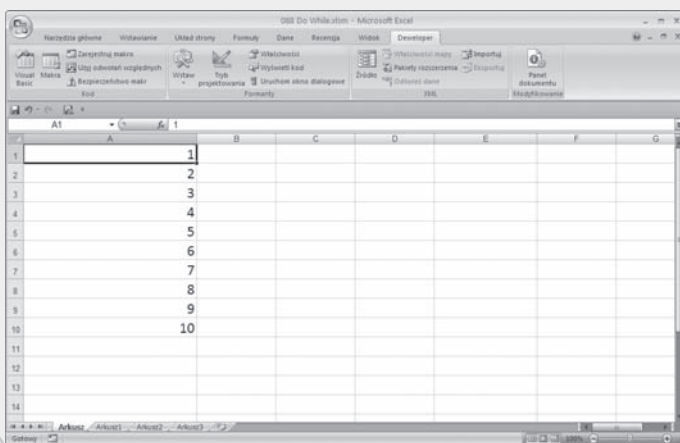 088 Do While.xlsm - Microsoft Excel
Narzędzia główne Wstawianie Układ strony Formuły Dane Recenzja Widok Deweloper
Visual Basic
Makra
Zarejestruj makro
Użyj odwołań względnych
Bezpieczeństwo makr
Kod
Wstaw
Tryb projektowania
Właściwości
Wyświetl kod
Uruchom okno dialogowe
Formanty
Źródło
Właściwości mapy
Pakiety rozszerzenia
Odśwież dane
Importuj
Eksportuj
XML
Panel dokumentu
Modyfikowanie
A1 fx 1
A B C D E F G
1 1
2 2
3 3
4 4
5 5
6 6
7 7
8 8
9 9
10 10
11
12
13
14
Arkusz Arkusz1 Arkusz2 Arkusz3
Gotowy 100%